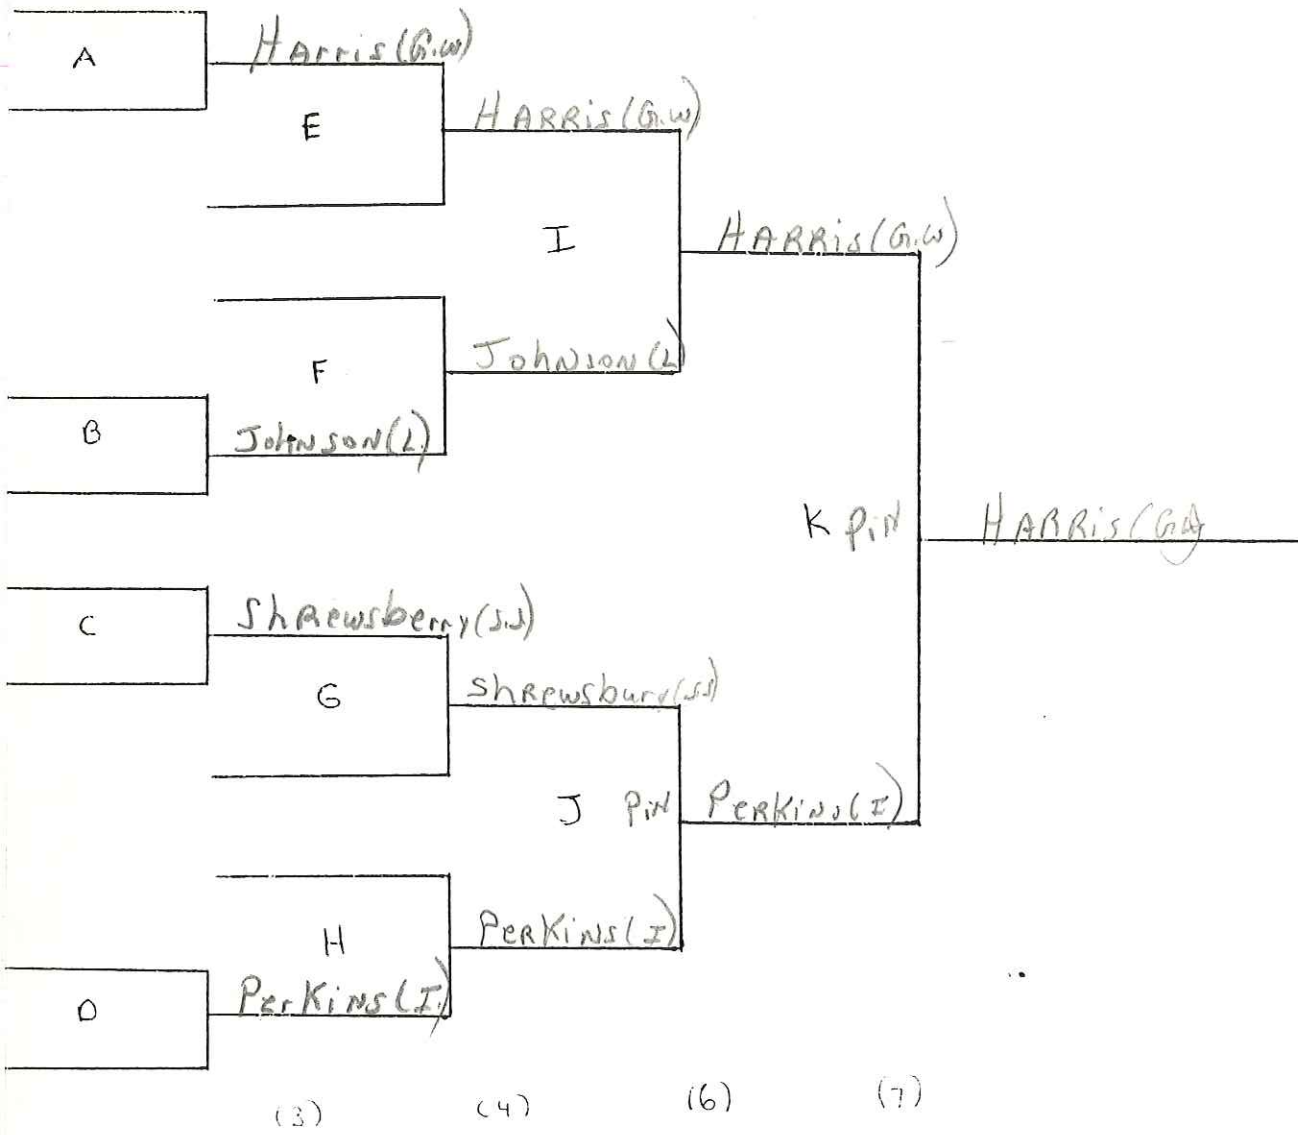 Harris (G.W)
A
E
HARRis (G.W)
I
HARRis (G.W)
F
JohNsoN (L)
B
JohNsoN (L)
K PiN
HARRis (G.W)
C
ShRewsberry (S.S)
G
ShRewsbury (S.S)
J PiN
PerKins (I)
H
PerKiNs (I)
D
PerKiNs (I)
(3) (4) (6) (7)